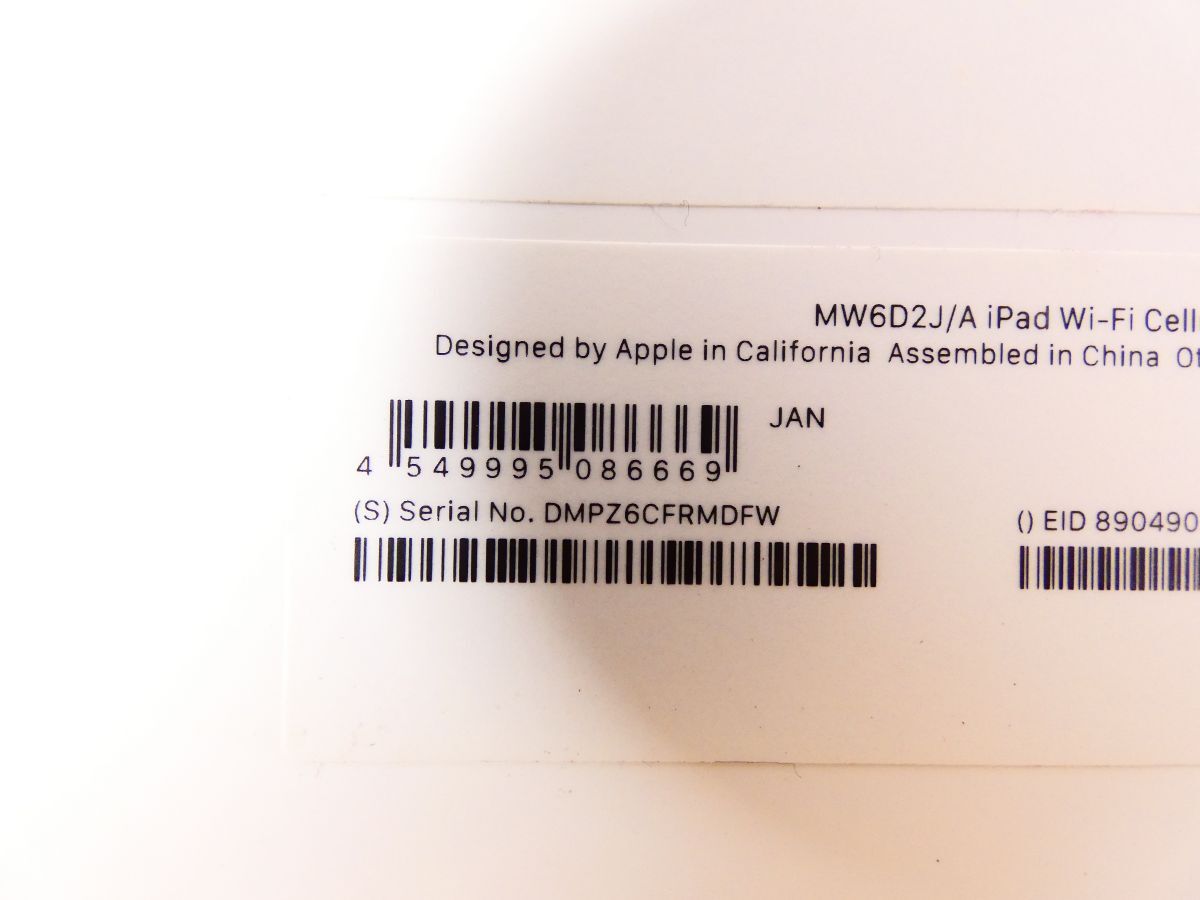 MW6D2J/A iPad Wi-Fi Cell
Designed by Apple in California Assembled in China
JAN
4 549995 086669
(S) Serial No. DMPZ6CFRMDFW
() EID 890490